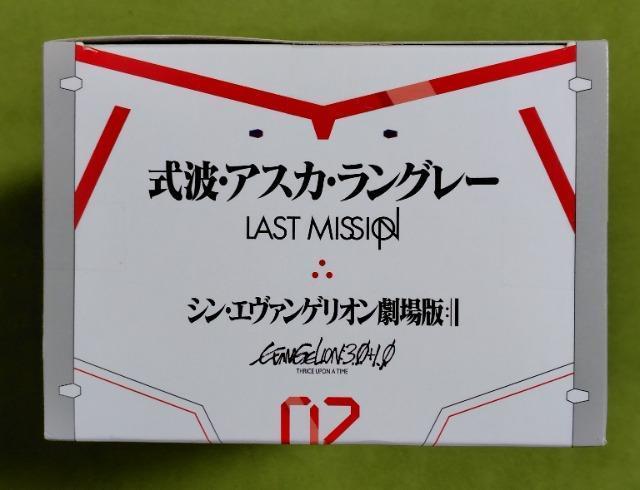 式波・アスカ・ラングレー
LAST MISSION
シン・エヴァンゲリオン劇場版𝄇
EVANGELION:3.0+1.0
THRICE UPON A TIME
02